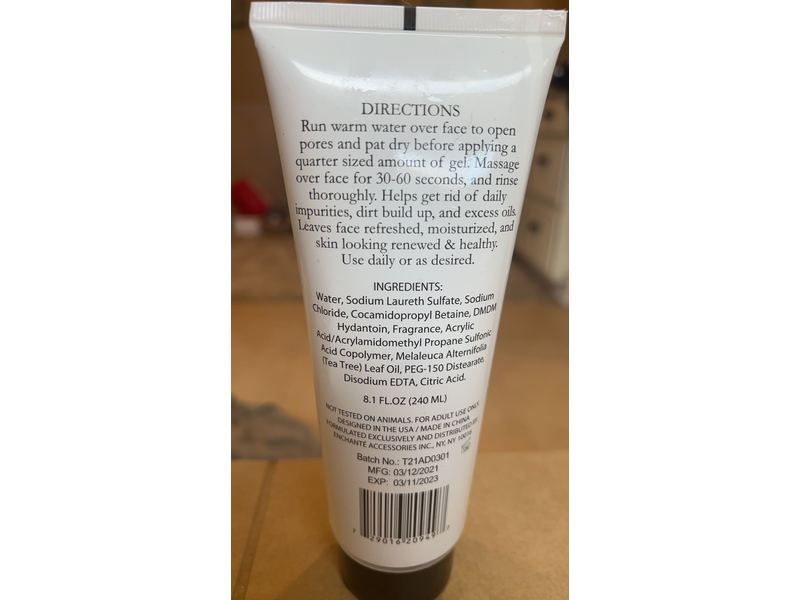 DIRECTIONS
Run warm water over face to open
pores and pat dry before applying a
quarter sized amount of gel. Massage
over face for 30-60 seconds, and rinse
thoroughly. Helps get rid of daily
impurities, dirt build up, and excess oils.
Leaves face refreshed, moisturized, and
skin looking renewed & healthy.
Use daily or as desired.
INGREDIENTS:
Water, Sodium Laureth Sulfate, Sodium
Chloride, Cocamidopropyl Betaine, DMDM
Hydantoin, Fragrance, Acrylic
Acid/Acrylamidomethyl Propane Sulfonic
Acid Copolymer, Melaleuca Alternifolia
(Tea Tree) Leaf Oil, PEG-150 Distearate,
Disodium EDTA, Citric Acid.
8.1 FL.OZ (240 ML)
NOT TESTED ON ANIMALS. FOR ADULT USE ONLY.
DESIGNED IN THE USA / MADE IN CHINA
FORMULATED EXCLUSIVELY AND DISTRIBUTED BY
ENCHANTÉ ACCESSORIES INC., NY, NY 10016
Batch No.: T21AD0301
MFG: 03/12/2021
EXP: 03/11/2023
7 29016 20949 7